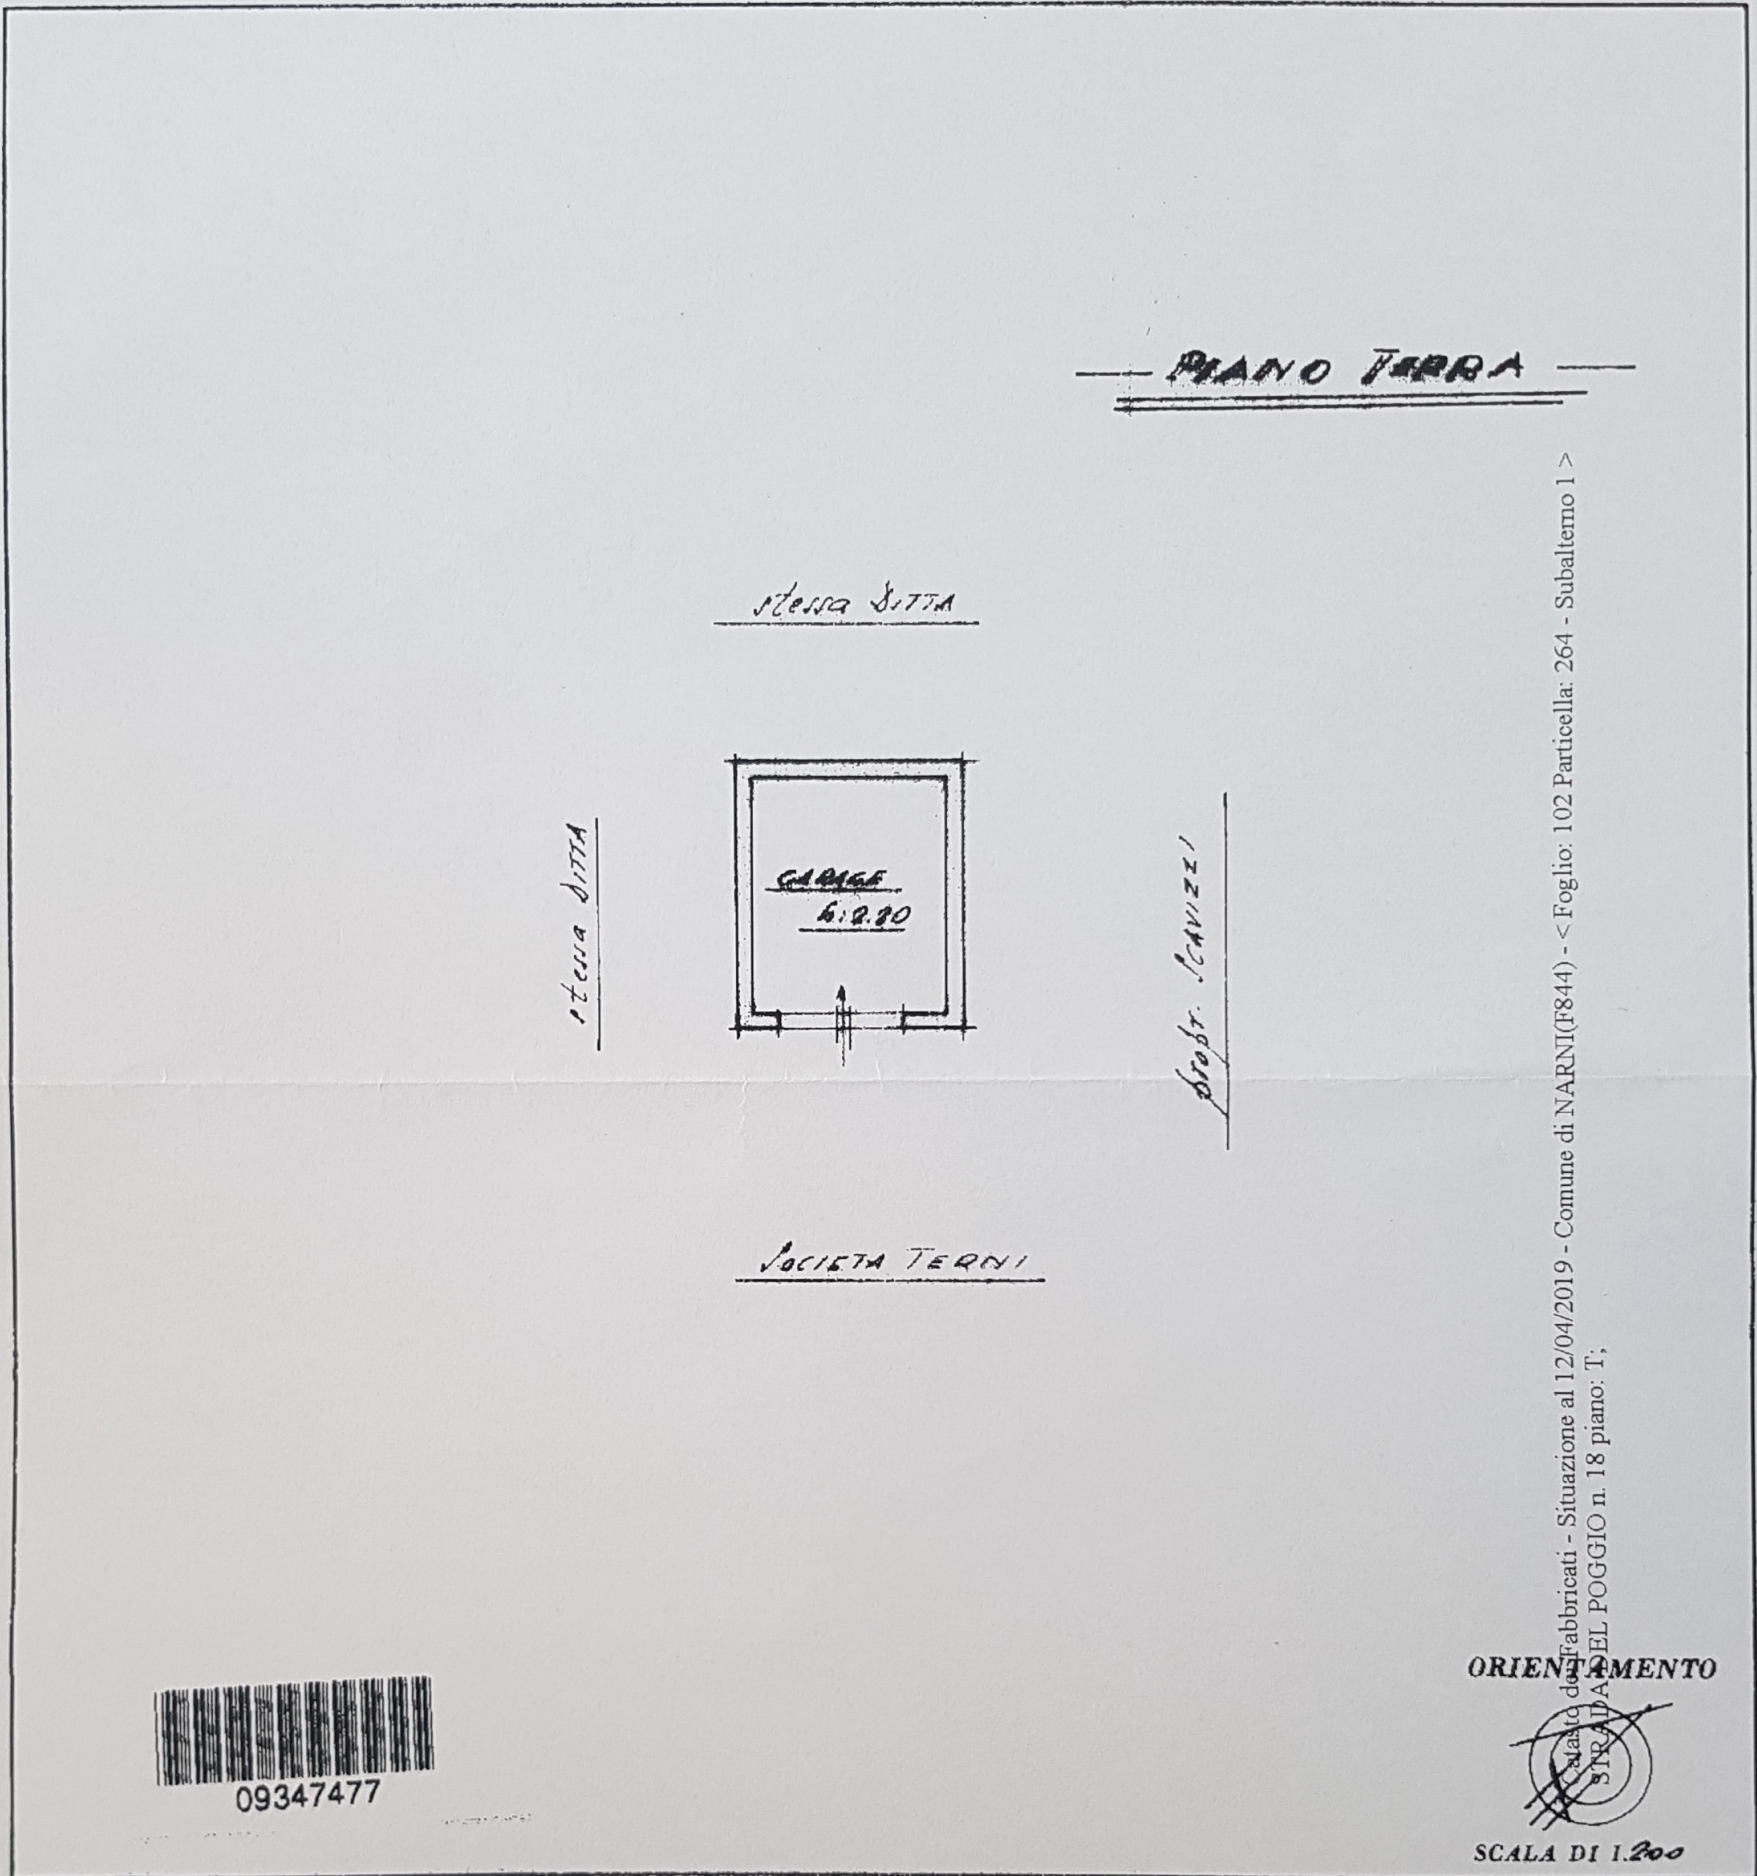 PIANO TERRA
stessa DITTA
stessa DITTA
GARAGE
h: 2.80
propr. SCAVIZZI
SOCIETA TERNI
Catasto dei Fabbricati - Situazione al 12/04/2019 - Comune di NARNI(F844) - < Foglio: 102 Particella: 264 - Subalterno 1 >
STRADA DEL POGGIO n. 18 piano: T;
ORIENTAMENTO
SCALA DI 1.200
09347477